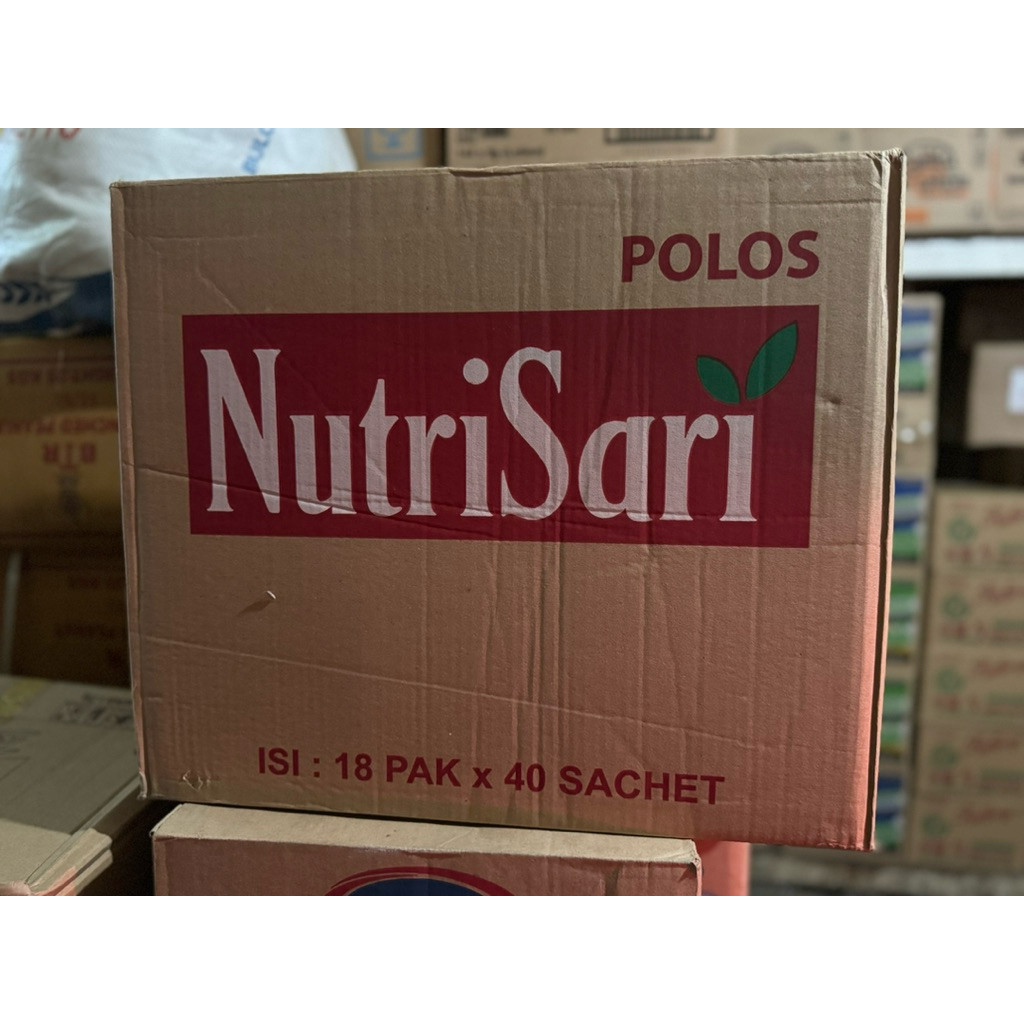 POLOS
NutriSari
ISI : 18 PAK x 40 SACHET